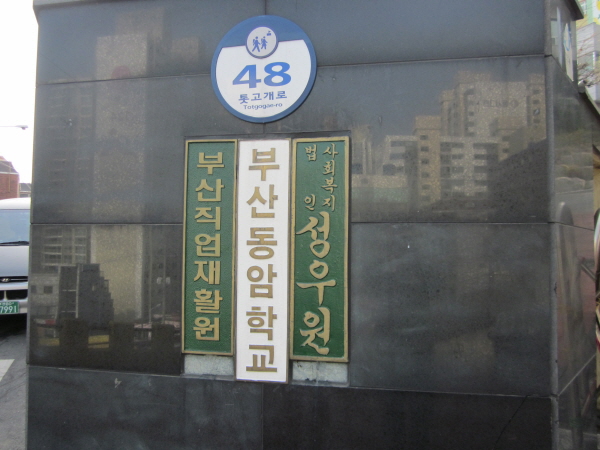 48
톳고개로
Totgogae-ro
부산직업재활원
부산동암학교
사회복지
법인
성우원
7991